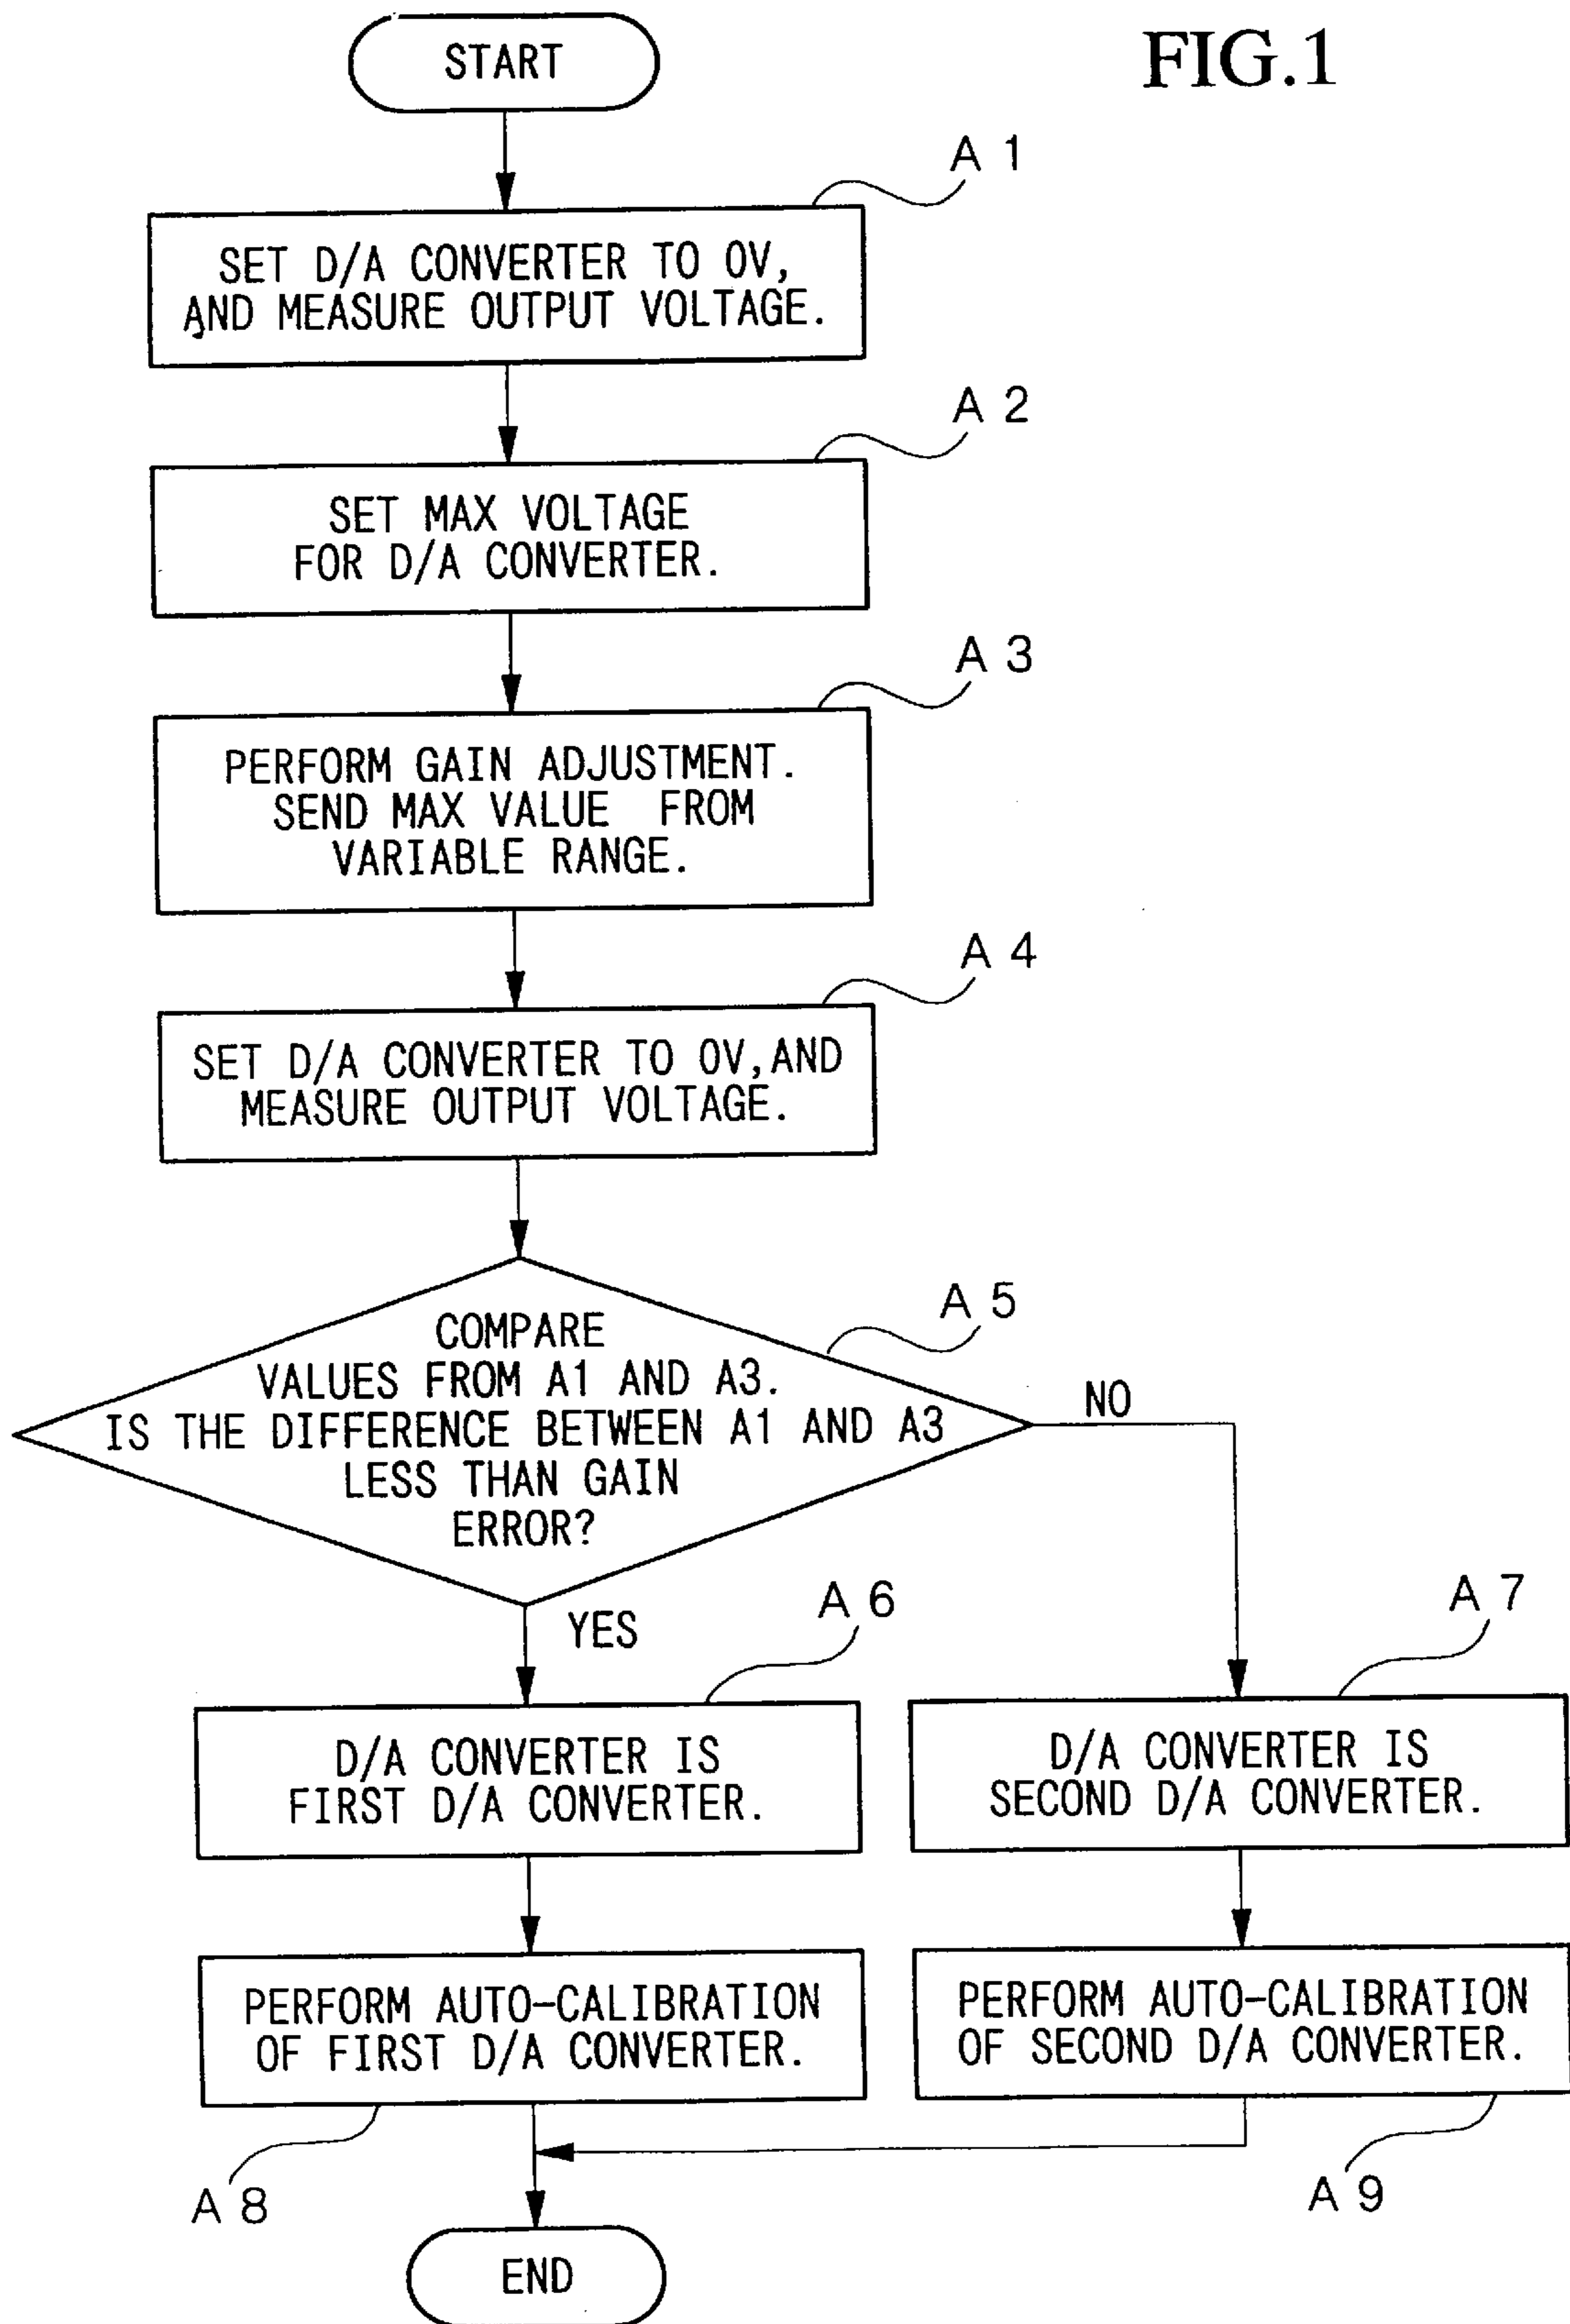 FIG.1
START
A 1
SET D/A CONVERTER TO 0V,
AND MEASURE OUTPUT VOLTAGE.
A 2
SET MAX VOLTAGE
FOR D/A CONVERTER.
A 3
PERFORM GAIN ADJUSTMENT.
SEND MAX VALUE FROM
VARIABLE RANGE.
A 4
SET D/A CONVERTER TO 0V,AND
MEASURE OUTPUT VOLTAGE.
A 5
COMPARE
VALUES FROM A1 AND A3.
IS THE DIFFERENCE BETWEEN A1 AND A3
LESS THAN GAIN
ERROR?
NO
YES
A 6
D/A CONVERTER IS
FIRST D/A CONVERTER.
A 7
D/A CONVERTER IS
SECOND D/A CONVERTER.
PERFORM AUTO-CALIBRATION
OF FIRST D/A CONVERTER.
A 8
PERFORM AUTO-CALIBRATION
OF SECOND D/A CONVERTER.
A 9
END